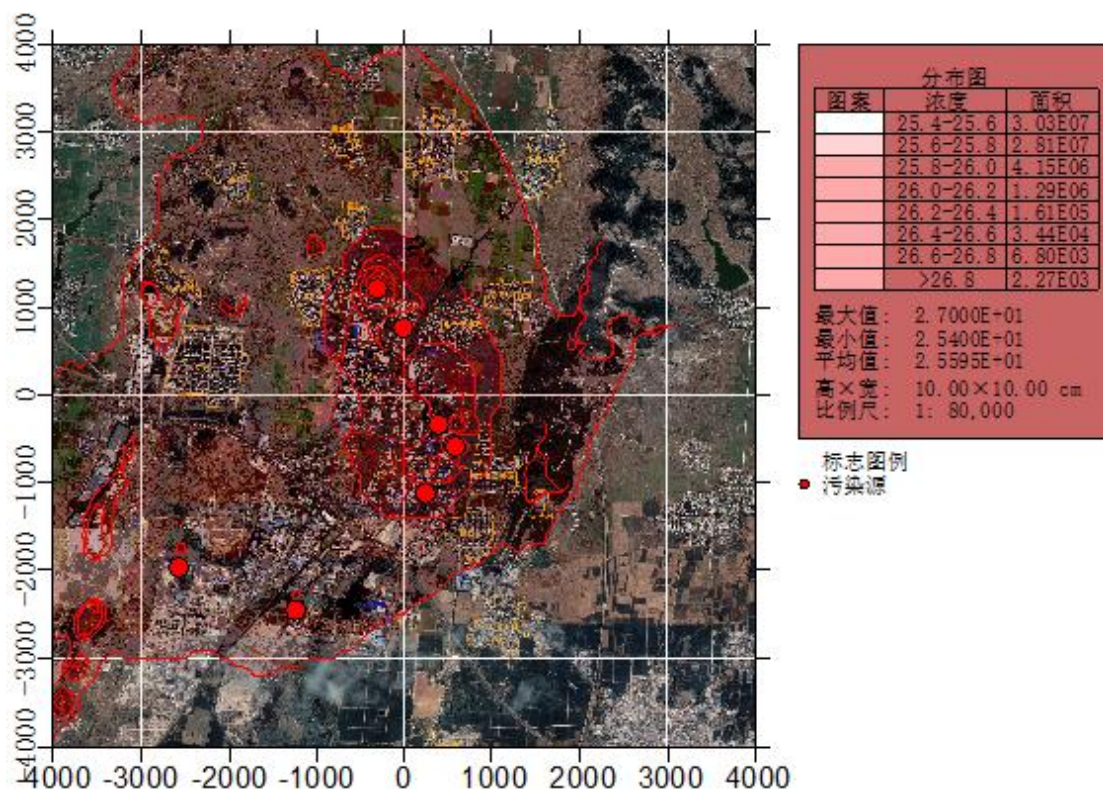 4000
3000
2000
1000
0
-1000
-2000
-3000
-4000
-4000 -3000 -2000 -1000 0 1000 2000 3000 4000
分布图
图案 浓度 面积
25.4-25.6 3.03E07
25.6-25.8 2.81E07
25.8-26.0 4.15E06
26.0-26.2 1.29E06
26.2-26.4 1.61E05
26.4-26.6 3.44E04
26.6-26.8 6.80E03
>26.8 2.27E03
最大值: 2.7000E+01
最小值: 2.5400E+01
平均值: 2.5595E+01
高×宽: 10.00×10.00 cm
比例尺: 1: 80,000
标志图例
污染源